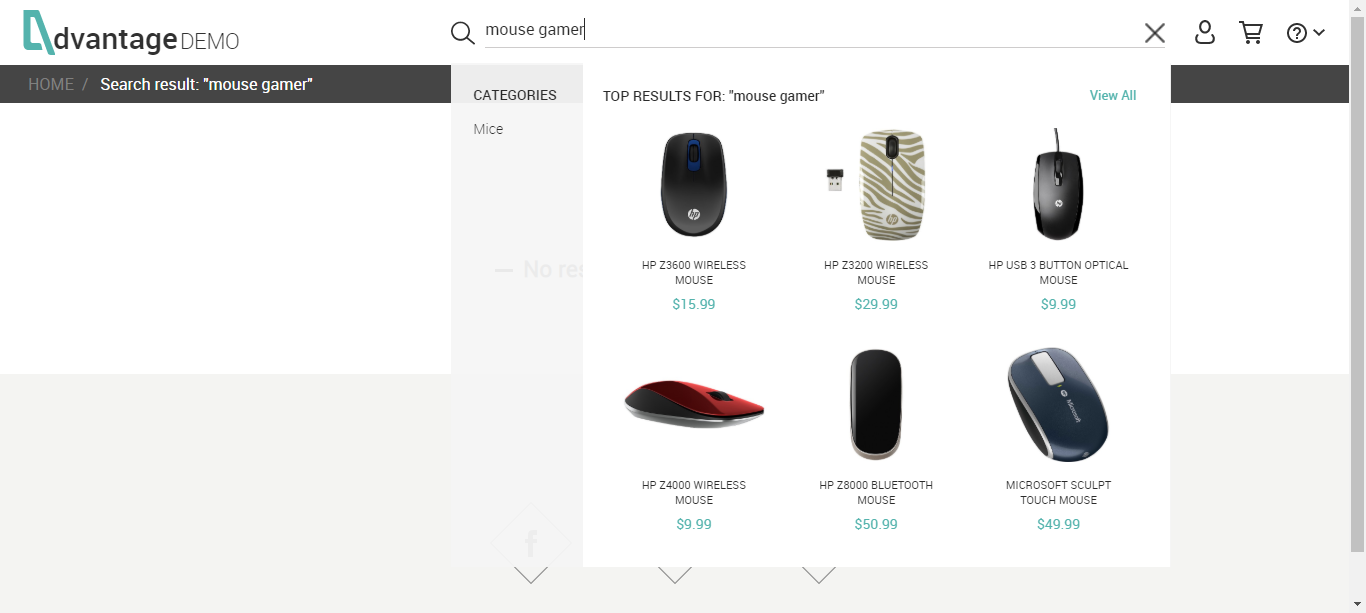 dvantage DEMO
mouse gamer
HOME / Search result: "mouse gamer"
CATEGORIES
Mice
TOP RESULTS FOR: "mouse gamer"
View All
HP Z3600 WIRELESS
MOUSE
$15.99
HP Z3200 WIRELESS
MOUSE
$29.99
HP USB 3 BUTTON OPTICAL
MOUSE
$9.99
— No res
HP Z4000 WIRELESS
MOUSE
$9.99
HP Z8000 BLUETOOTH
MOUSE
$50.99
Microsoft
MICROSOFT SCULPT
TOUCH MOUSE
$49.99
f